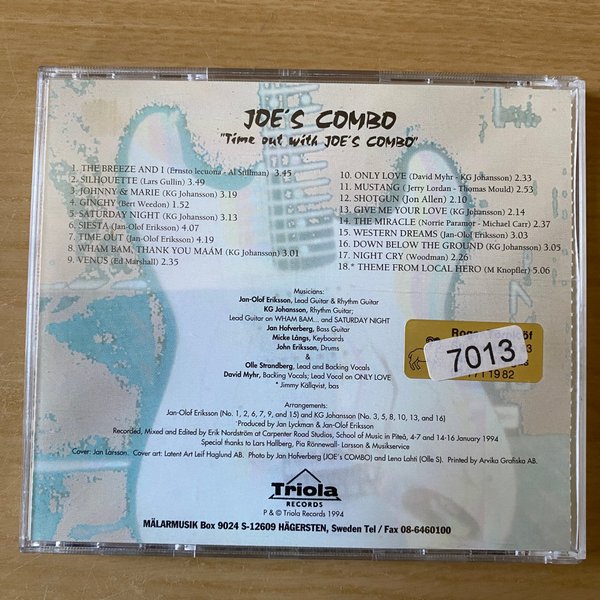 JOE'S COMBO
"Time out with JOE'S COMBO"
1. THE BREEZE AND I (Ernsto lecuona - Al Stillman) 3.45
2. SILHOUETTE (Lars Gullin) 3.49
3. JOHNNY & MARIE (KG Johansson) 3.19
4. GINCHY (Bert Weedon) 1.52
5. SATURDAY NIGHT (KG Johansson) 3.13
6. SIESTA (Jan-Olof Eriksson) 4.07
7. TIME OUT (Jan-Olof Eriksson) 4.19
8. WHAM BAM, THANK YOU MAÁM (KG Johansson) 3.01
9. VENUS (Ed Marshall) 2.35
10. ONLY LOVE (David Myhr - KG Johansson) 2.33
11. MUSTANG (Jerry Lordan - Thomas Mould) 2.53
12. SHOTGUN (Jon Allen) 2.10
13. GIVE ME YOUR LOVE (KG Johansson) 2.14
14. THE MIRACLE (Norrie Paramor - Michael Carr) 2.37
15. WESTERN DREAMS (Jan-Olof Eriksson) 3.03
16. DOWN BELOW THE GROUND (KG Johansson) 3.05
17. NIGHT CRY (Woodman) 2.26
18. * THEME FROM LOCAL HERO (M Knopfler) 5.06
Musicians:
Jan-Olof Eriksson, Lead Guitar & Rhythm Guitar
KG Johansson, Rhythm Guitar;
Lead Guitar on WHAM BAM... and SATURDAY NIGHT
Jan Hofverberg, Bass Guitar
Micke Långs, Keyboards
John Eriksson, Drums
&
Olle Strandberg, Lead and Backing Vocals
David Myhr, Backing Vocals; Lead Vocal on ONLY LOVE
* Jimmy Källqvist, bas
7013
1982
Arrangements:
Jan-Olof Eriksson (No. 1, 2, 6, 7, 9, and 15) and KG Johansson (No. 3, 5, 8, 10, 13, and 16)
Produced by Jan Lyckman & Jan-Olof Eriksson
Recorded, Mixed and Edited by Erik Nordström at Carpenter Road Studios, School of Music in Piteå, 4-7 and 14-16 January 1994
Special thanks to Lars Hallberg, Pia Rönnewall- Larsson & Musikservice
Cover: Jan Larsson. Cover art: Latent Art Leif Haglund AB. Photo by Jan Hofverberg (JOE's COMBO) and Lena Lahti (Olle S). Printed by Arvika Grafiska AB.
Triola
RECORDS
P & © Triola Records 1994
MÄLARMUSIK Box 9024 S-12609 HÄGERSTEN, Sweden Tel / Fax 08-6460100